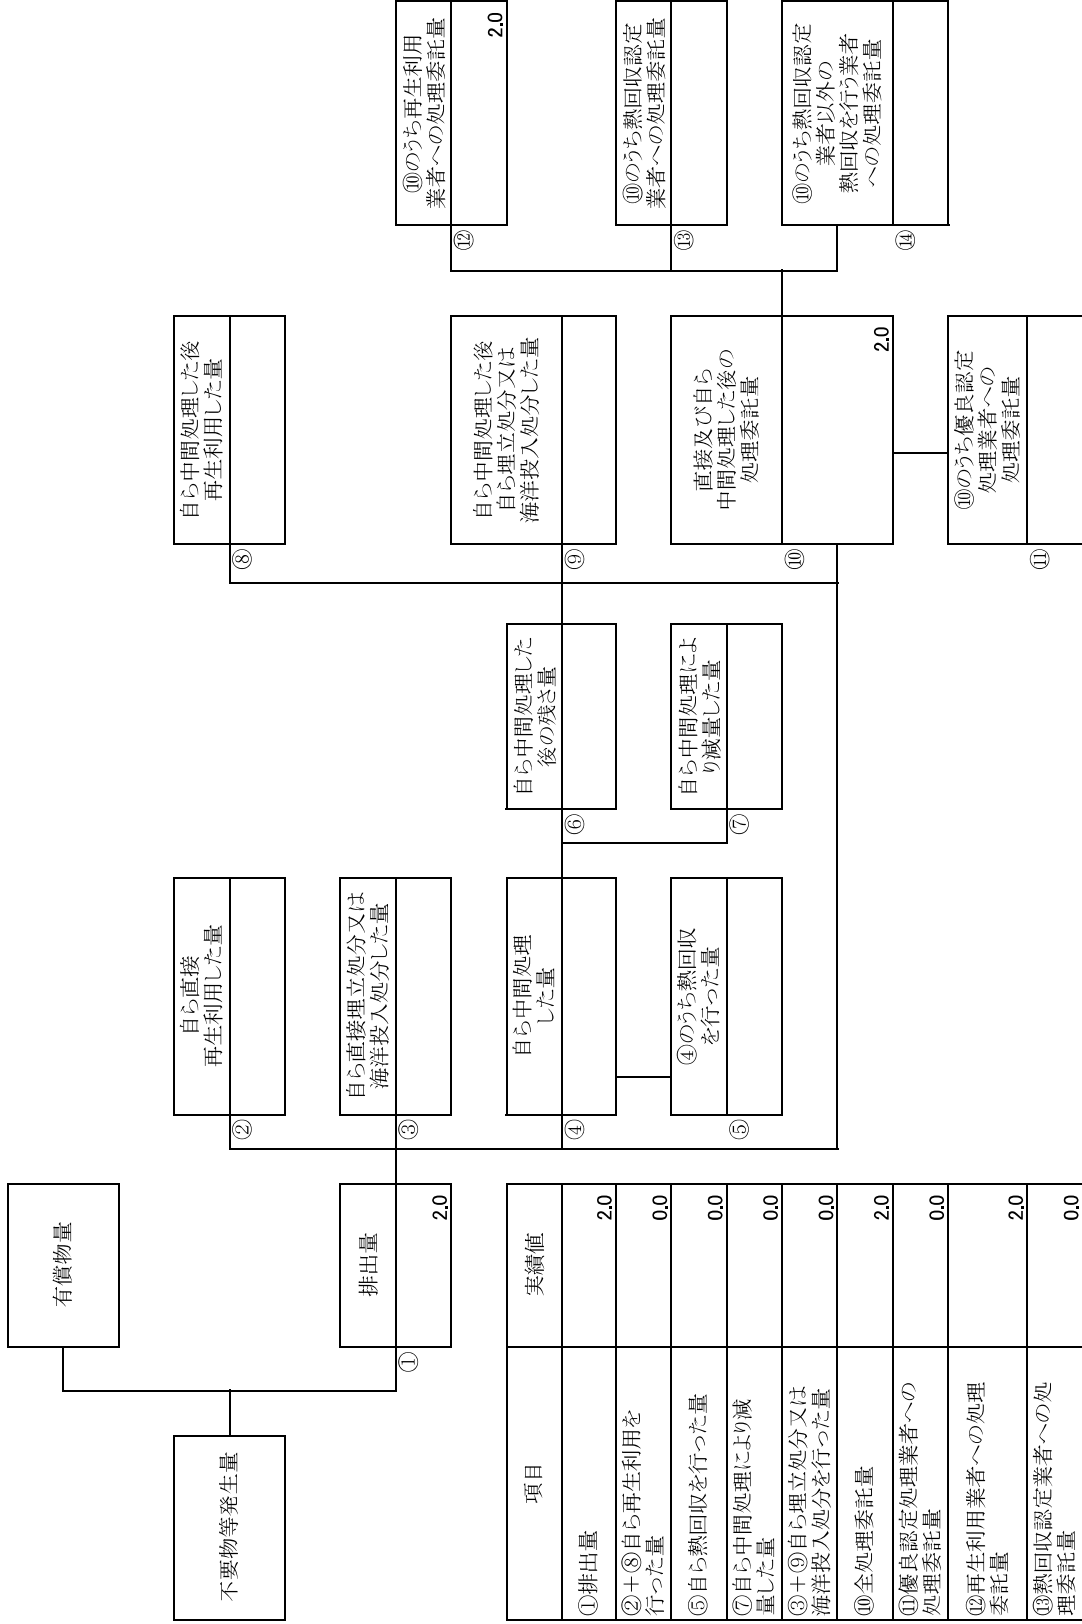 不要物等発生量
有償物量
①
排出量
2.0
②
自ら直接
再生利用した量
③
自ら直接埋立処分又は
海洋投入処分した量
④
自ら中間処理
した量
⑤
④のうち熱回収
を行った量
⑥
自ら中間処理した
後の残さ量
⑦
自ら中間処理によ
り減量した量
⑧
自ら中間処理した後
再生利用した量
⑨
自ら中間処理した後
自ら埋立処分又は
海洋投入処分した量
⑩
直接及び自ら
中間処理した後の
処理委託量
2.0
⑪
⑩のうち優良認定
処理業者への
処理委託量
⑫
⑩のうち再生利用
業者への処理委託量
2.0
⑬
⑩のうち熱回収認定
業者への処理委託量
⑭
⑩のうち熱回収認定
業者以外の
熱回収を行う業者
への処理委託量
項目
実績値
①排出量
2.0
②+⑧自ら再生利用を
行った量
0.0
⑤自ら熱回収を行った量
0.0
⑦自ら中間処理により減
量した量
0.0
③+⑨自ら埋立処分又は
海洋投入処分を行った量
0.0
⑩全処理委託量
2.0
⑪優良認定処理業者への
処理委託量
0.0
⑫再生利用業者への処理
委託量
2.0
⑬熱回収認定業者への処
理委託量
0.0